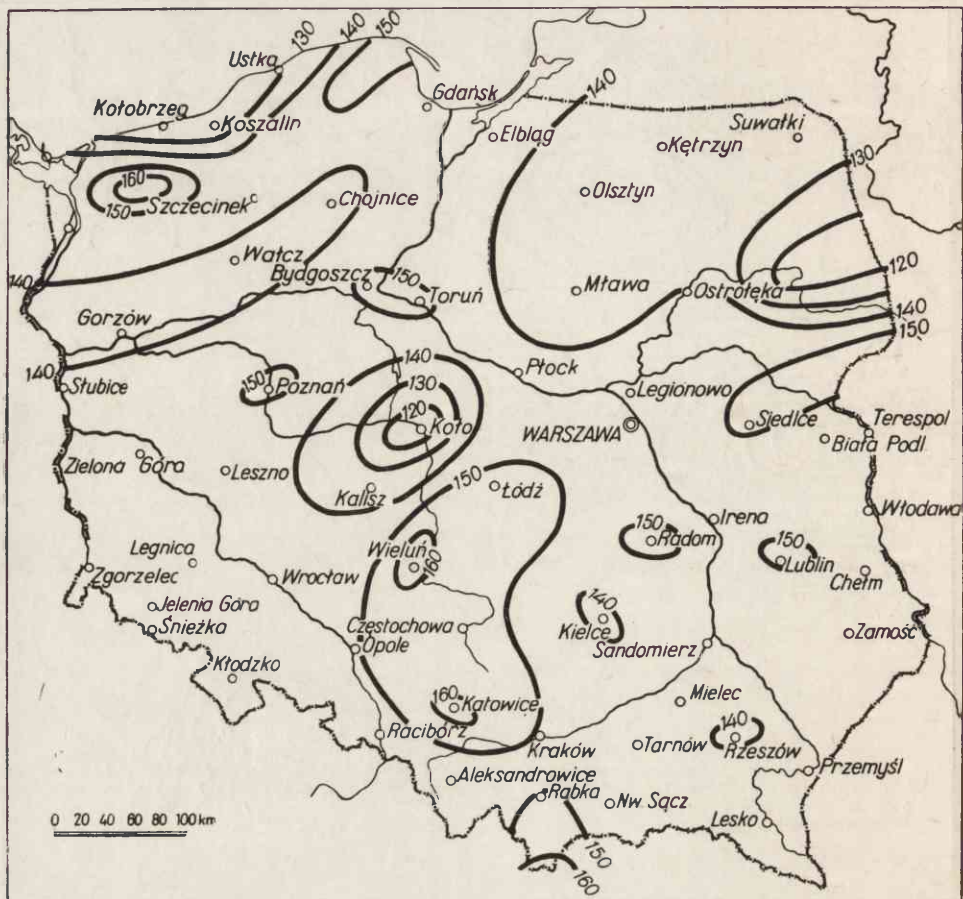 130
140
150
Ustka
Gdańsk
140
Kołobrzeg
Koszalin
Elbląg
Suwałki
Kętrzyn
130
160
150
Szczecinek
Chojnice
Olsztyn
140
Wałcz
Bydgoszcz
150
Toruń
Mława
Ostrołęka
120
140
150
Gorzów
140
Słubice
150
Poznań
140
130
120
Koło
Płock
Legionowo
WARSZAWA
Siedlce
Terespol
Biała Podl.
Zielona Góra
Leszno
Kalisz
150
Łódź
Włodawa
Irena
150
Radom
150
Lublin
Chełm
Legnica
Zgorzelec
Wrocław
Wieluń
160
Jelenia Góra
Śnieżka
Częstochowa
Opole
140
Kielce
Sandomierz
Zamość
Kłodzko
160
Katowice
Mielec
Racibórz
Kraków
Tarnów
140
Rzeszów
Przemyśl
Aleksandrowice
Rabka
Nw. Sącz
Lesko
0 20 40 60 80 100 km
150
160